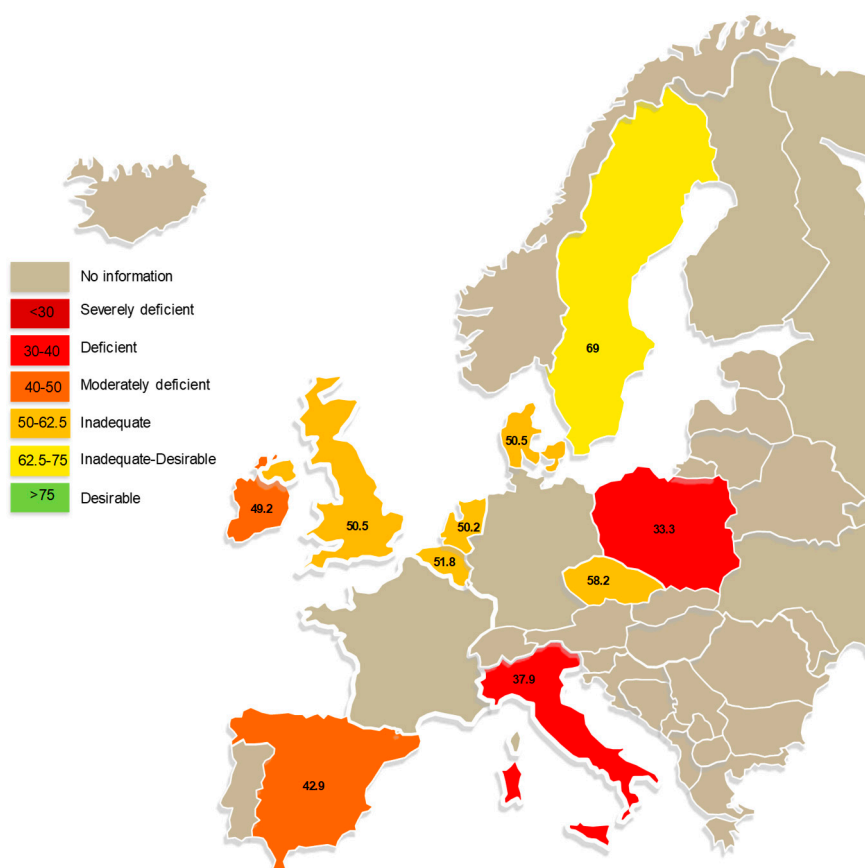 No information
<30 Severely deficient
30-40 Deficient
40-50 Moderately deficient
50-62.5 Inadequate
62.5-75 Inadequate-Desirable
>75 Desirable
69
50.5
49.2
50.5
50.2
51.8
33.3
58.2
37.9
42.9